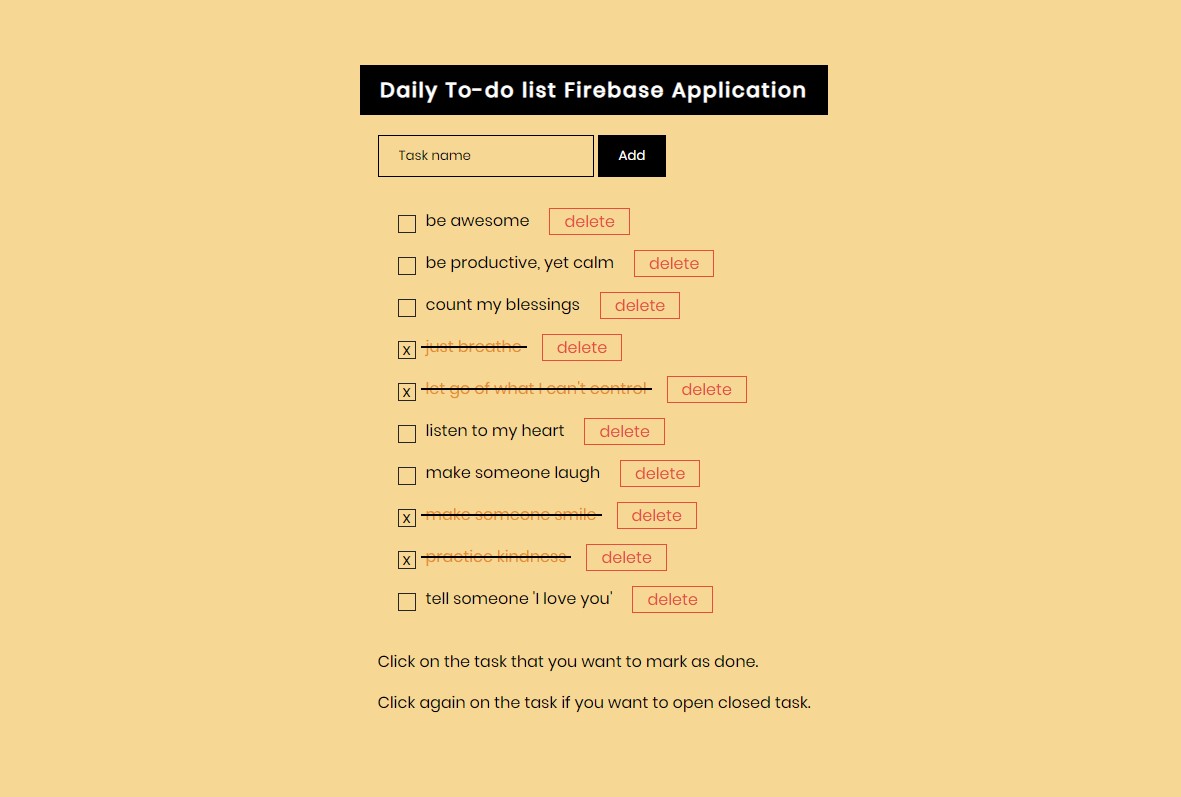 Daily To-do list Firebase Application
Task name Add
be awesome delete
be productive, yet calm delete
count my blessings delete
x just breathe delete
x let go of what I can't control delete
listen to my heart delete
make someone laugh delete
x make someone smile delete
x practice kindness delete
tell someone 'I love you' delete
Click on the task that you want to mark as done.
Click again on the task if you want to open closed task.